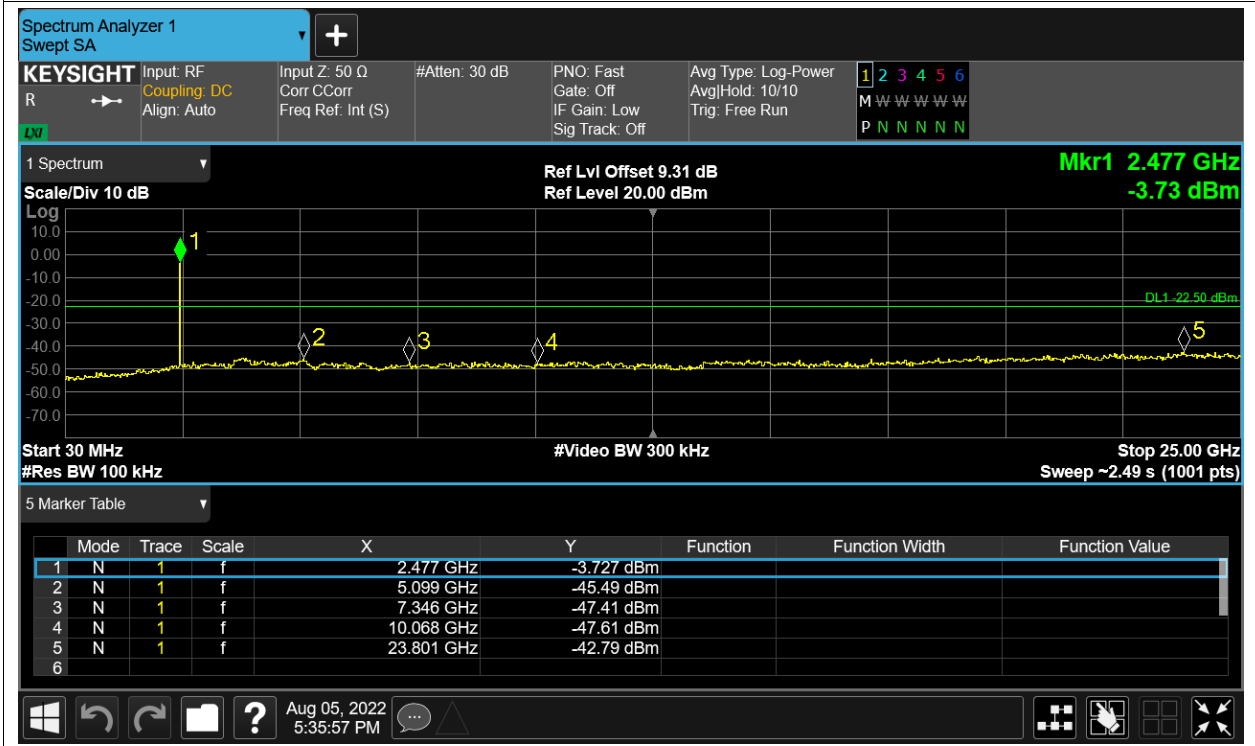 Spectrum Analyzer 1
Swept SA
+
KEYSIGHT
R
LXI
Input: RF
Coupling: DC
Align: Auto
Input Z: 50 Ω
Corr CCorr
Freq Ref: Int (S)
#Atten: 30 dB
PNO: Fast
Gate: Off
IF Gain: Low
Sig Track: Off
Avg Type: Log-Power
Avg|Hold: 10/10
Trig: Free Run
1 2 3 4 5 6
M W W W W W
P N N N N N
1 Spectrum
Scale/Div 10 dB
Ref Lvl Offset 9.31 dB
Ref Level 20.00 dBm
Mkr1 2.477 GHz
-3.73 dBm
Log
10.0
0.00
-10.0
-20.0
-30.0
-40.0
-50.0
-60.0
-70.0
1
2
3
4
5
DL1 -22.50 dBm
Start 30 MHz
#Video BW 300 kHz
Stop 25.00 GHz
#Res BW 100 kHz
Sweep ~2.49 s (1001 pts)
5 Marker Table
Mode Trace Scale X Y Function Function Width Function Value
1 N 1 f 2.477 GHz -3.727 dBm
2 N 1 f 5.099 GHz -45.49 dBm
3 N 1 f 7.346 GHz -47.41 dBm
4 N 1 f 10.068 GHz -47.61 dBm
5 N 1 f 23.801 GHz -42.79 dBm
6
?
Aug 05, 2022
5:35:57 PM